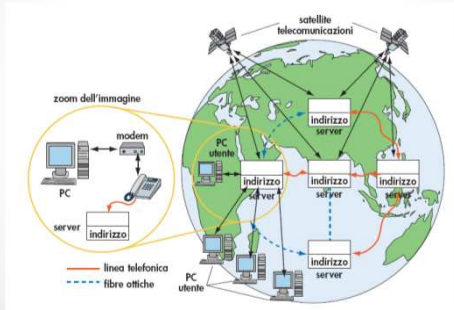 satellite
telecomunicazioni
zoom dell'immagine
modem
PC
server
indirizzo
linea telefonica
fibre ottiche
PC
utente
indirizzo
server
indirizzo
server
indirizzo
server
indirizzo
server
indirizzo
server
PC
utente